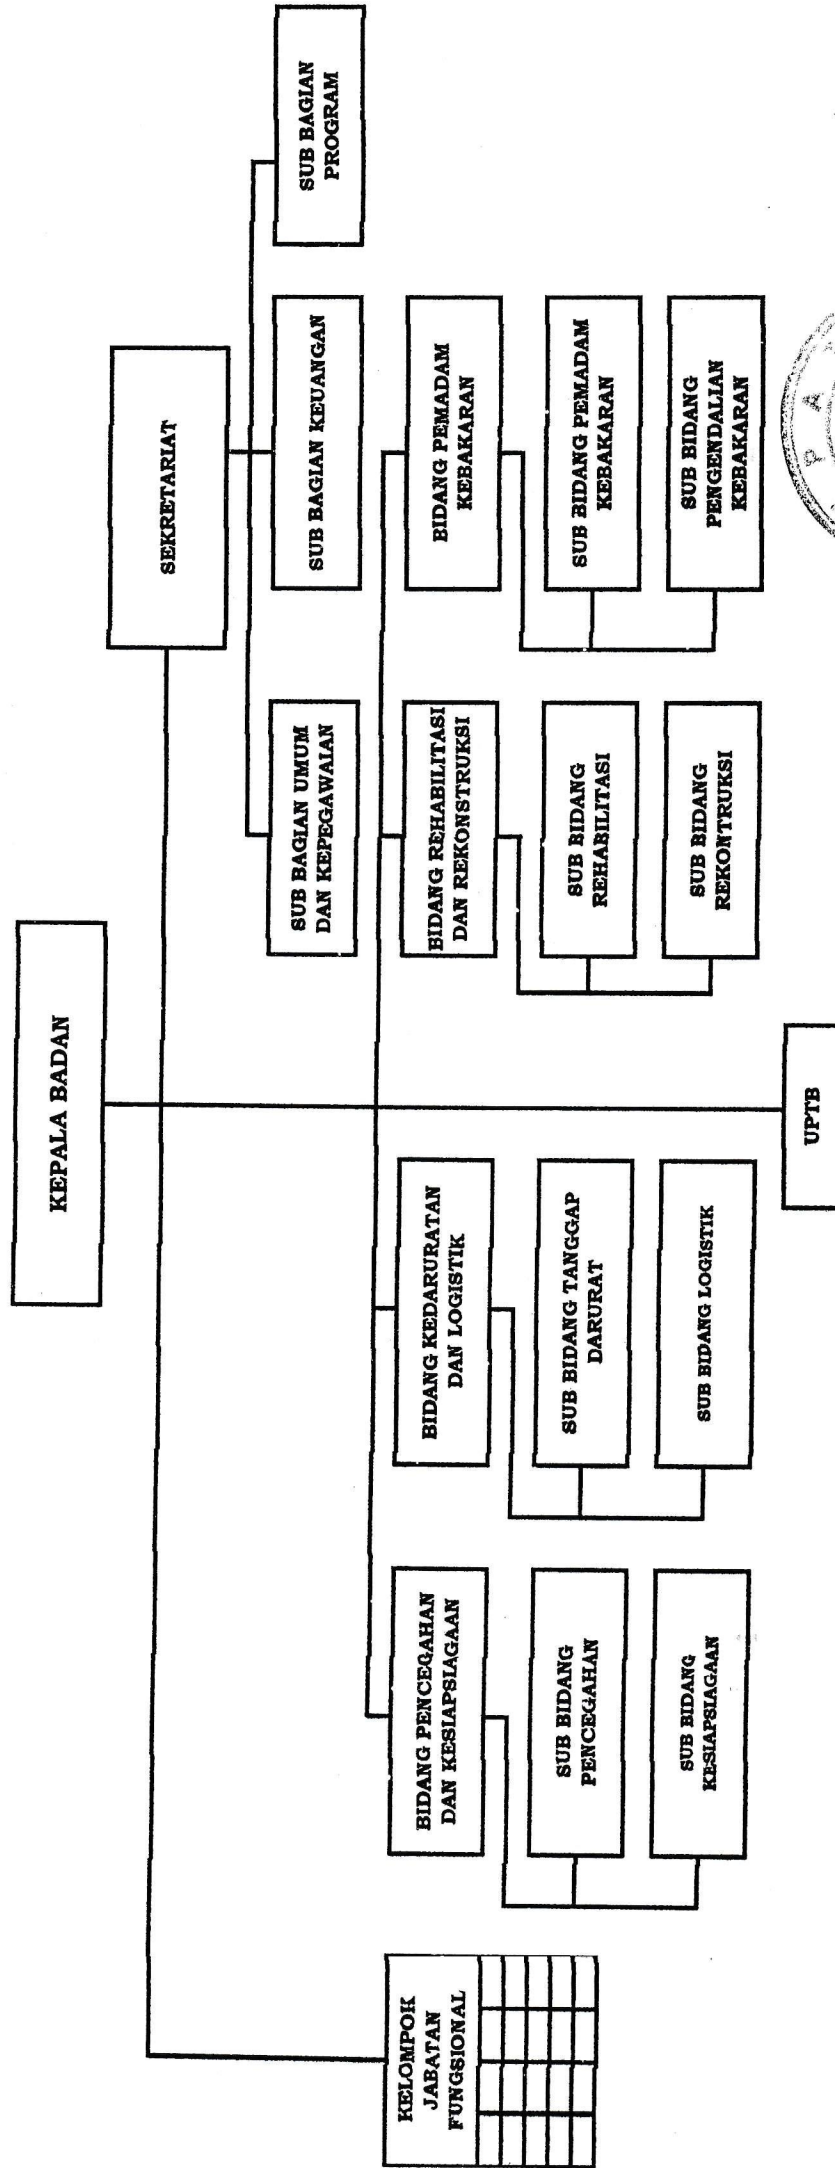 KEPALA BADAN
SEKRETARIAT
SUB BAGIAN UMUM
DAN KEPEGAWAIAN
SUB BAGIAN KEUANGAN
SUB BAGIAN
PROGRAM
KELOMPOK
JABATAN
FUNGSIONAL
BIDANG PENCEGAHAN
DAN KESIAPSIAGAAN
BIDANG KEDARURATAN
DAN LOGISTIK
BIDANG REHABILITASI
DAN REKONSTRUKSI
BIDANG PEMADAM
KEBAKARAN
SUB BIDANG
PENCEGAHAN
SUB BIDANG TANGGAP
DARURAT
SUB BIDANG
REHABILITASI
SUB BIDANG PEMADAM
KEBAKARAN
SUB BIDANG
KESIAPSIAGAAN
SUB BIDANG LOGISTIK
SUB BIDANG
REKONTRUKSI
SUB BIDANG
PENGENDALIAN
KEBAKARAN
UPTB